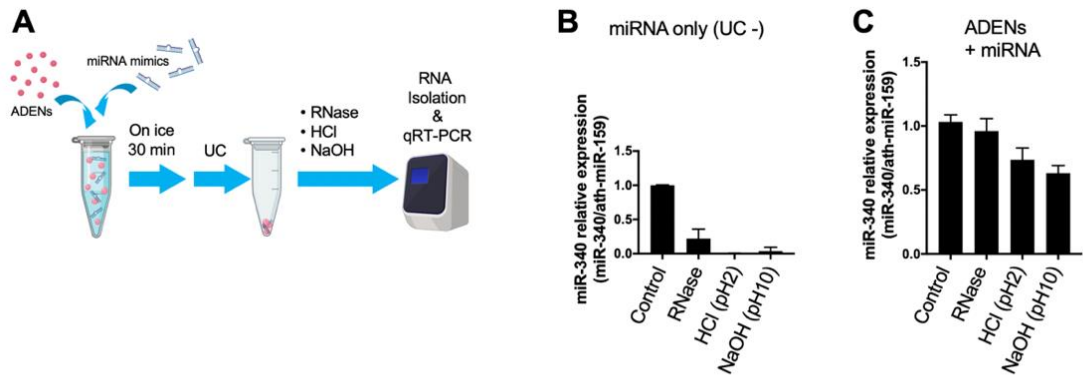 A
ADENs
miRNA mimics
On ice
30 min
UC
• RNase
• HCl
• NaOH
RNA
Isolation
&
qRT-PCR
B
miRNA only (UC -)
miR-340 relative expression
(miR-340/ath-miR-159)
1.5
1.0
0.5
0.0
Control
RNase
HCl (pH2)
NaOH (pH10)
C
ADENs
+ miRNA
miR-340 relative expression
(miR-340/ath-miR-159)
1.5
1.0
0.5
0.0
Control
RNase
HCl (pH2)
NaOH (pH10)